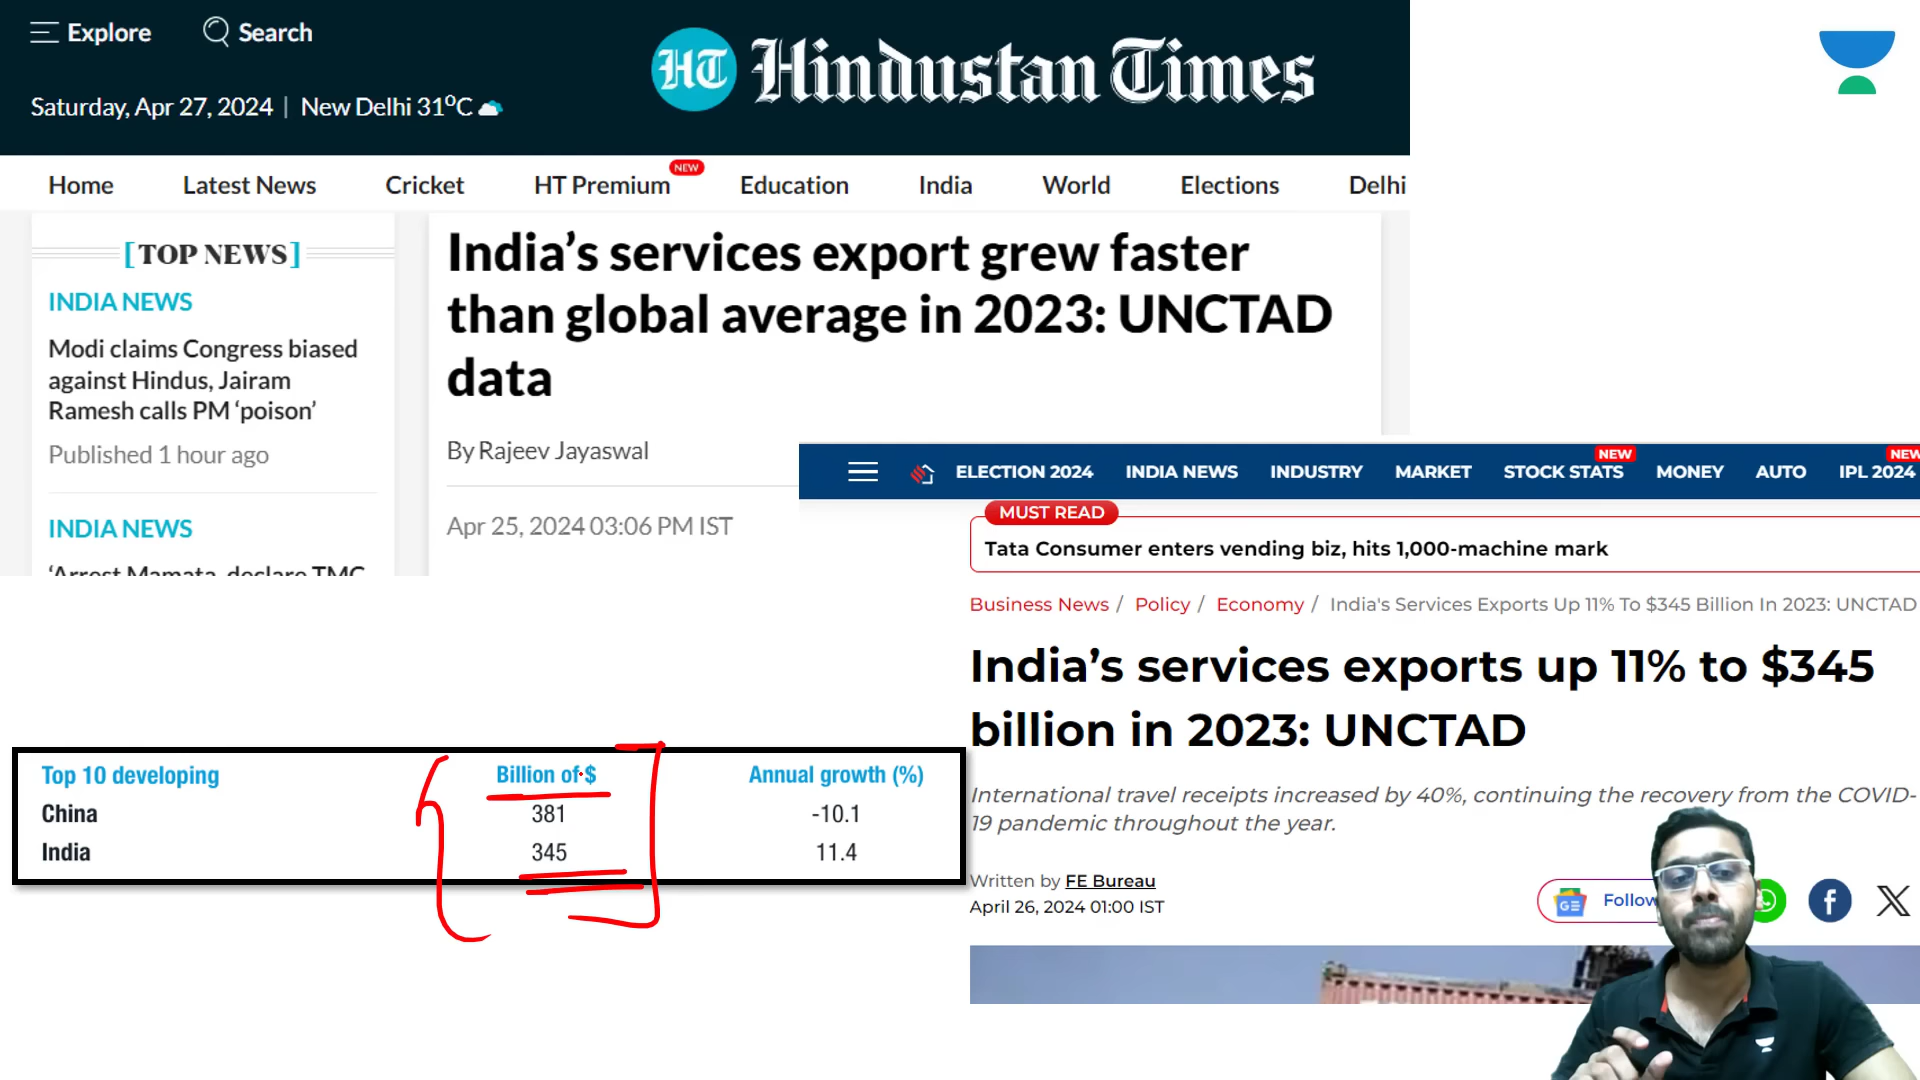 Explore
Search
HT Hindustan Times
Saturday, Apr 27, 2024 | New Delhi 31°C
NEW
Home Latest News Cricket HT Premium Education India World Elections Delhi
[TOP NEWS]
INDIA NEWS
Modi claims Congress biased
against Hindus, Jairam
Ramesh calls PM ‘poison’
Published 1 hour ago
INDIA NEWS
‘Arrest Mamata, declare TMC
India’s services export grew faster
than global average in 2023: UNCTAD
data
By Rajeev Jayaswal
Apr 25, 2024 03:06 PM IST
NEW NEW
ELECTION 2024 INDIA NEWS INDUSTRY MARKET STOCK STATS MONEY AUTO IPL 2024
MUST READ
Tata Consumer enters vending biz, hits 1,000-machine mark
Business News / Policy / Economy / India's Services Exports Up 11% To $345 Billion In 2023: UNCTAD
India’s services exports up 11% to $345
billion in 2023: UNCTAD
International travel receipts increased by 40%, continuing the recovery from the COVID-
19 pandemic throughout the year.
Written by FE Bureau
April 26, 2024 01:00 IST
GE Follow
Top 10 developing Billion of $ Annual growth (%)
China 381 -10.1
India 345 11.4